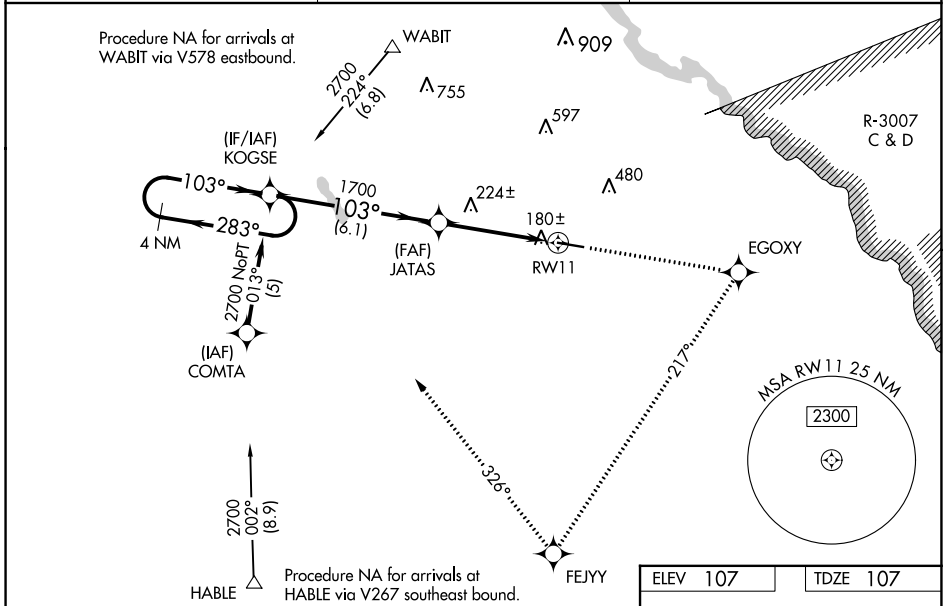 Procedure NA for arrivals at
WABIT via V578 eastbound.
WABIT
2700
224°
(6.8)
909
755
597
480
R-3007
C & D
(IF/IAF)
KOGSE
103°
283°
4 NM
1700
103°
(6.1)
224±
180±
(FAF)
JATAS
RW11
EGOXY
2700 NoPT
013°
(5)
(IAF)
COMTA
217°
326°
MSA RW11 25 NM
2300
2700
002°
(8.9)
HABLE
Procedure NA for arrivals at
HABLE via V267 southeast bound.
FEJYY
ELEV 107
TDZE 107